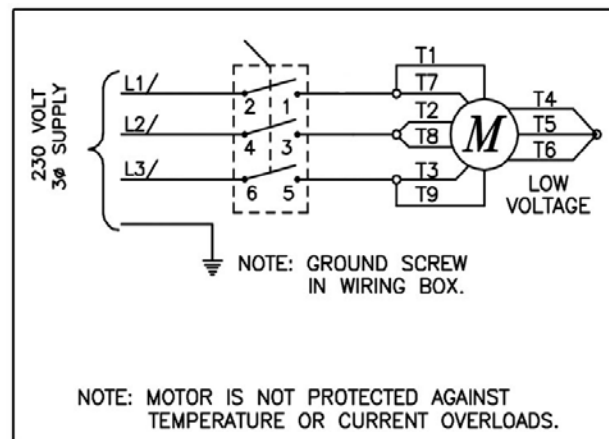 230 VOLT
3ø SUPPLY
L1/
L2/
L3/
2 1
4 3
6 5
T1
T7
T2
T8
T3
T9
M
T4
T5
T6
LOW
VOLTAGE
NOTE: GROUND SCREW
IN WIRING BOX.
NOTE: MOTOR IS NOT PROTECTED AGAINST
TEMPERATURE OR CURRENT OVERLOADS.